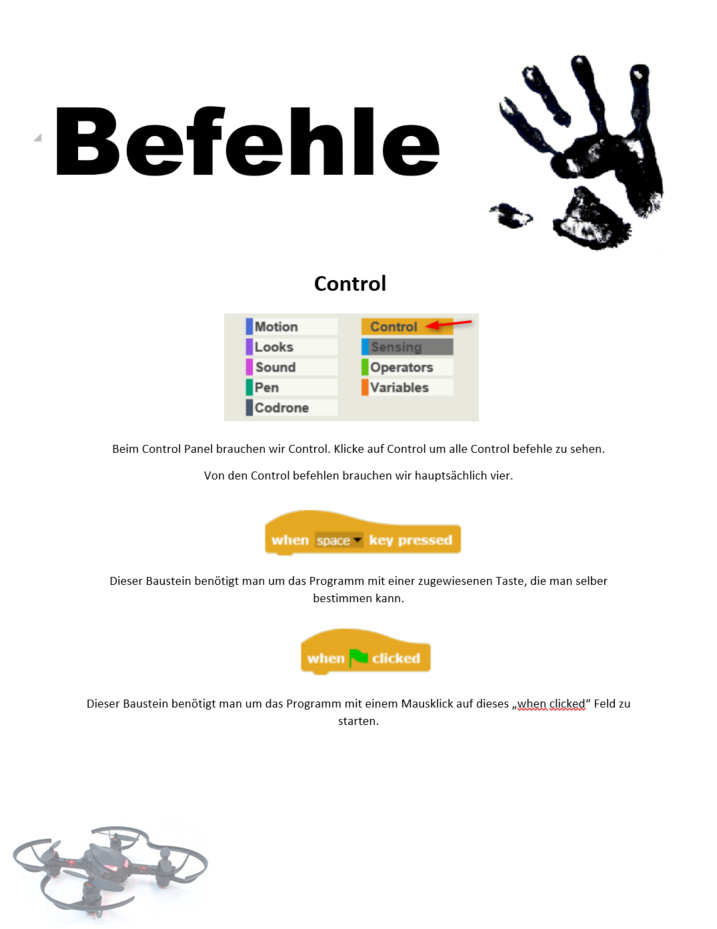 Befehle
Control
Motion
Control
Looks
Sensing
Sound
Operators
Pen
Variables
Codrone
Beim Control Panel brauchen wir Control. Klicke auf Control um alle Control befehle zu sehen.
Von den Control befehlen brauchen wir hauptsächlich vier.
when space key pressed
Dieser Baustein benötigt man um das Programm mit einer zugewiesenen Taste, die man selber
bestimmen kann.
when clicked
Dieser Baustein benötigt man um das Programm mit einem Mausklick auf dieses „when clicked“ Feld zu
starten.